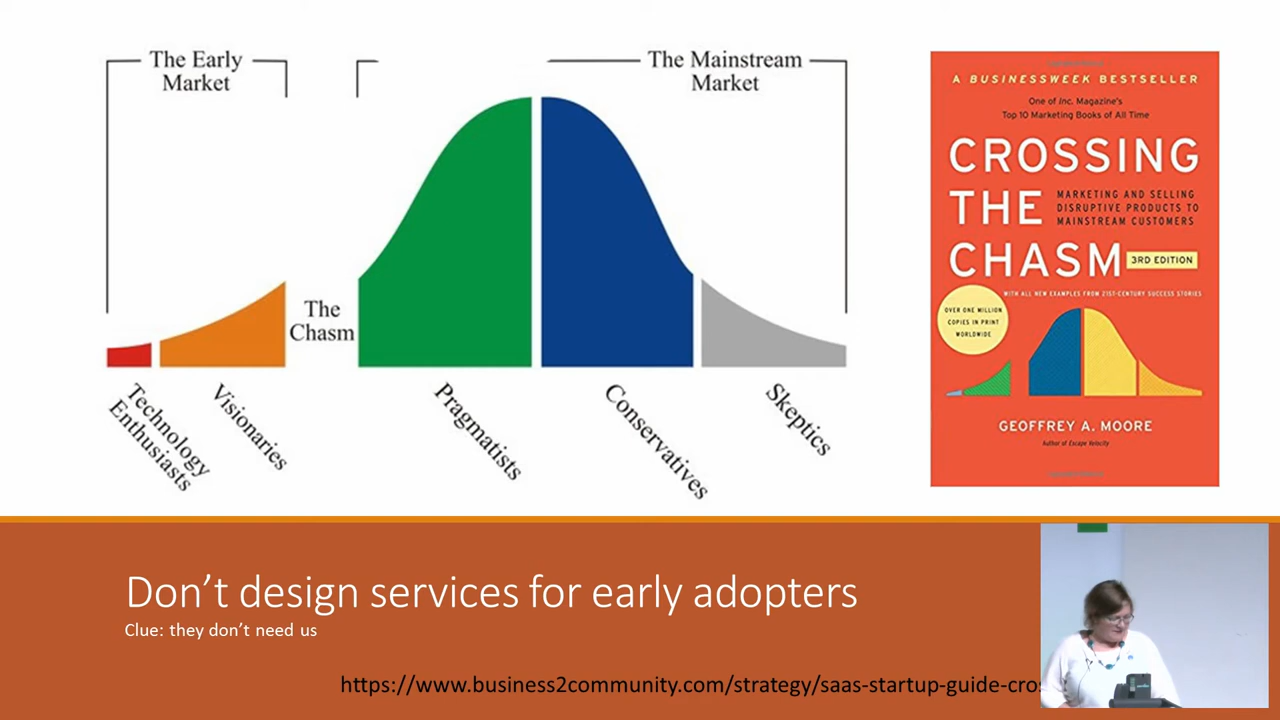 The Early
Market
The Mainstream
Market
The
Chasm
Technology
Enthusiasts
Visionaries
Pragmatists
Conservatives
Skeptics
A BUSINESSWEEK BESTSELLER
One of Inc. Magazine's
Top 10 Marketing Books of All Time
CROSSING
THE
MARKETING AND SELLING
DISRUPTIVE PRODUCTS TO
MAINSTREAM CUSTOMERS
CHASM
3RD EDITION
WITH ALL NEW EXAMPLES FROM 21ST-CENTURY SUCCESS STORIES
OVER ONE MILLION
COPIES IN PRINT
WORLDWIDE
GEOFFREY A. MOORE
Author of Escape Velocity
Don't design services for early adopters
Clue: they don't need us
https://www.business2community.com/strategy/saas-startup-guide-cro